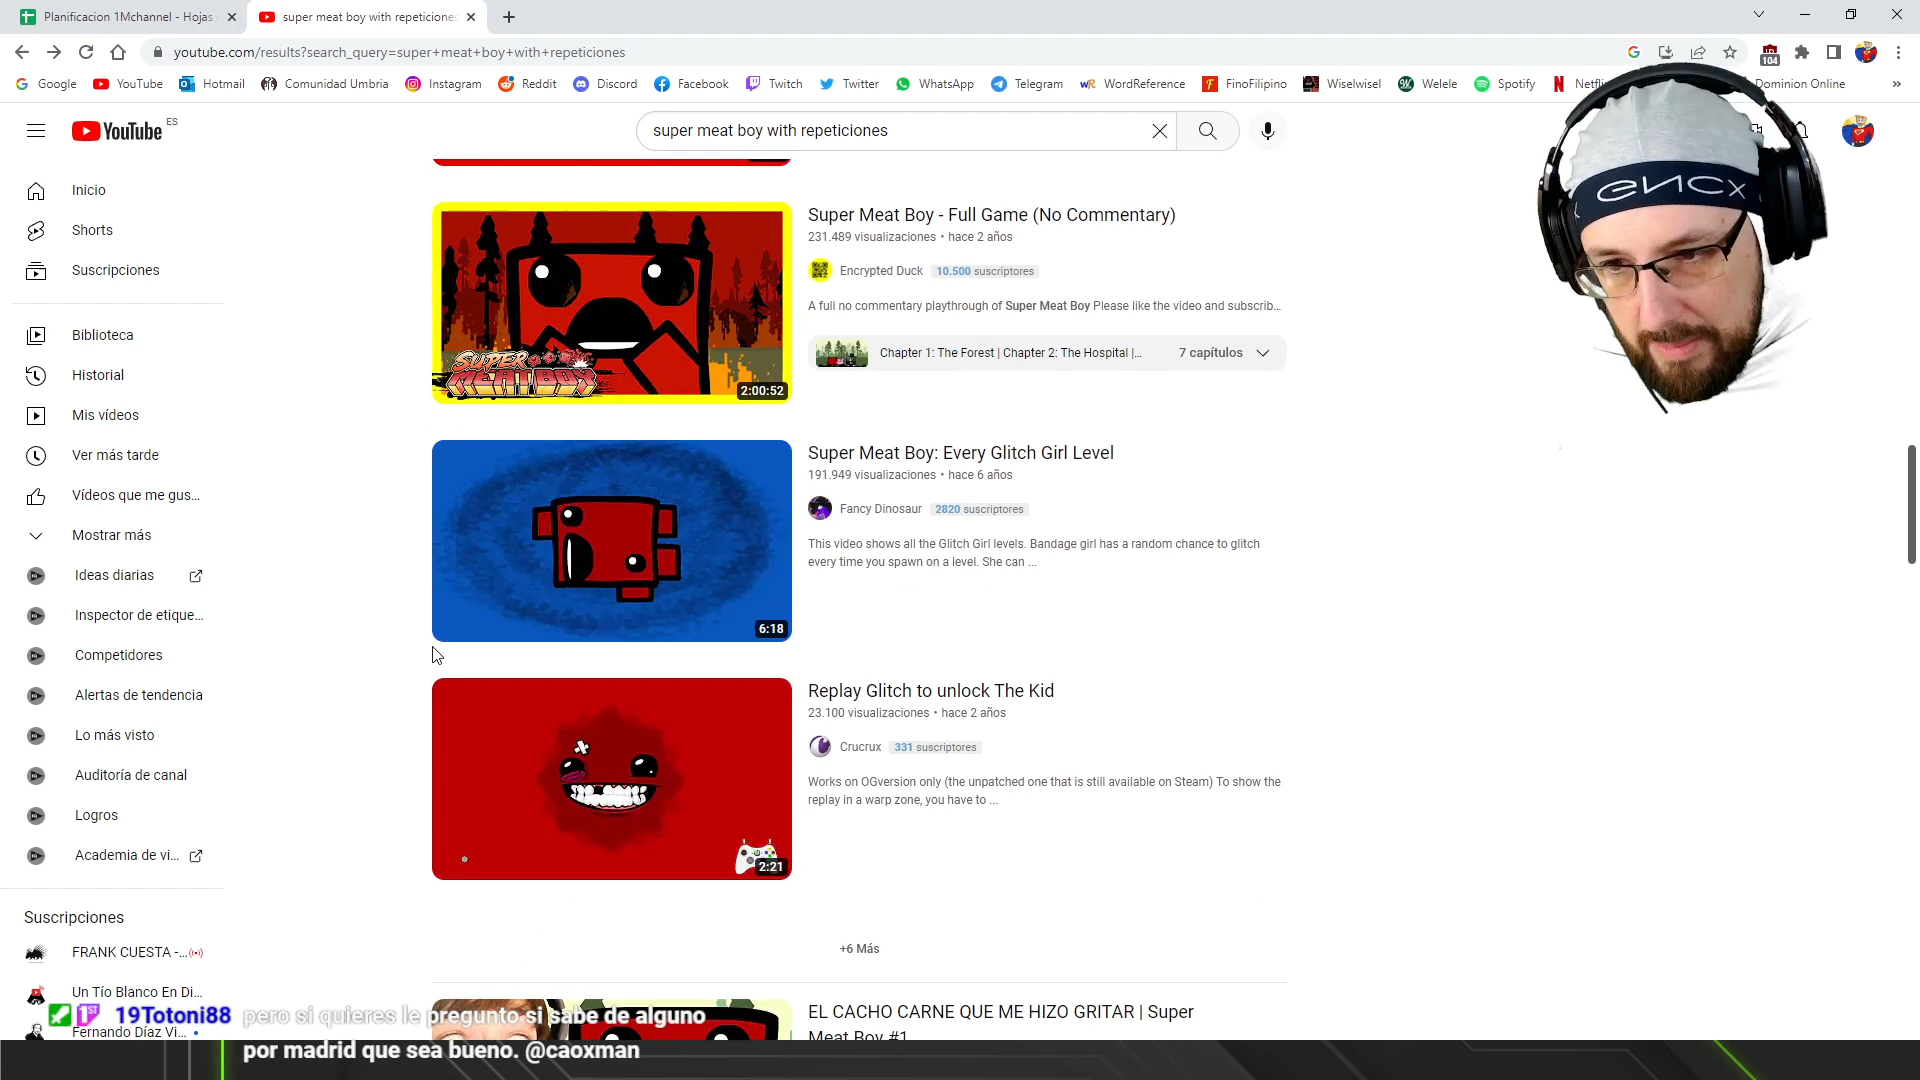 Planificacion 1Mchannel - Hojas
super meat boy with repeticiones
youtube.com/results?search_query=super+meat+boy+with+repeticiones
104
Google
YouTube
Hotmail
Comunidad Umbria
Instagram
Reddit
Discord
Facebook
Twitch
Twitter
WhatsApp
Telegram
WordReference
FinoFilipino
Wiselwisel
Welele
Spotify
Netfli
Dominion Online
»
YouTube ES
super meat boy with repeticiones
encx
Inicio
Shorts
Suscripciones
Biblioteca
Historial
Mis vídeos
Ver más tarde
Vídeos que me gus...
Mostrar más
Ideas diarias
Inspector de etique...
Competidores
Alertas de tendencia
Lo más visto
Auditoría de canal
Logros
Academia de vi...
Suscripciones
FRANK CUESTA -...
Un Tío Blanco En Di...
Fernando Díaz Vi...
SUPER
MEAT BOY
2:00:52
Super Meat Boy - Full Game (No Commentary)
231.489 visualizaciones • hace 2 años
Encrypted Duck 10.500 suscriptores
A full no commentary playthrough of Super Meat Boy Please like the video and subscrib...
Chapter 1: The Forest | Chapter 2: The Hospital |... 7 capítulos
6:18
Super Meat Boy: Every Glitch Girl Level
191.949 visualizaciones • hace 6 años
Fancy Dinosaur 2820 suscriptores
This video shows all the Glitch Girl levels. Bandage girl has a random chance to glitch
every time you spawn on a level. She can ...
2:21
Replay Glitch to unlock The Kid
23.100 visualizaciones • hace 2 años
Crucrux 331 suscriptores
Works on OGversion only (the unpatched one that is still available on Steam) To show the
replay in a warp zone, you have to ...
+6 Más
EL CACHO CARNE QUE ME HIZO GRITAR | Super
Meat Boy #1
1ST 19Totoni88 pero si quieres le pregunto si sabe de alguno
por madrid que sea bueno. @caoxman